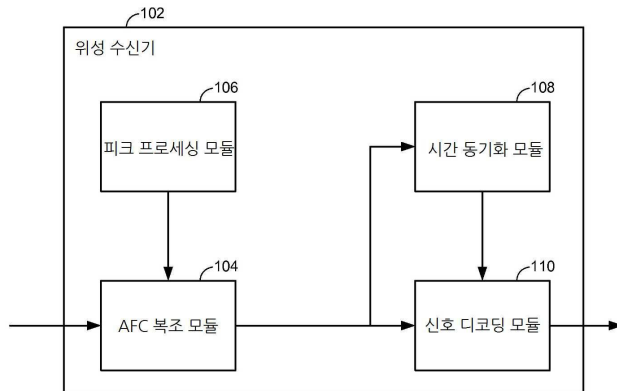 102
위성 수신기
106
피크 프로세싱 모듈
108
시간 동기화 모듈
104
AFC 복조 모듈
110
신호 디코딩 모듈